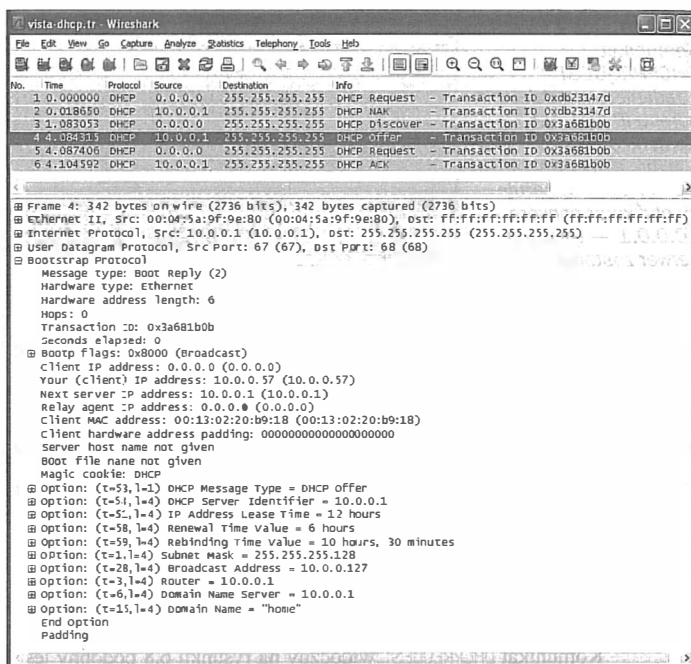 vista-dhcp.tr - Wireshark
File Edit View Go Capture Analyze Statistics Telephony Tools Help
No. Time Protocol Source Destination Info
1 0.000000 DHCP 0.0.0.0 255.255.255.255 DHCP Request - Transaction ID 0xdb23147d
2 0.018650 DHCP 10.0.0.1 255.255.255.255 DHCP NAK - Transaction ID 0xdb23147d
3 1.083053 DHCP 0.0.0.0 255.255.255.255 DHCP Discover - Transaction ID 0x3a681b0b
4 4.084315 DHCP 10.0.0.1 255.255.255.255 DHCP Offer - Transaction ID 0x3a681b0b
5 4.087406 DHCP 0.0.0.0 255.255.255.255 DHCP Request - Transaction ID 0x3a681b0b
6 4.104592 DHCP 10.0.0.1 255.255.255.255 DHCP ACK - Transaction ID 0x3a681b0b
Frame 4: 342 bytes on wire (2736 bits), 342 bytes captured (2736 bits)
Ethernet II, Src: 00:04:5a:9f:9e:80 (00:04:5a:9f:9e:80), Dst: ff:ff:ff:ff:ff:ff (ff:ff:ff:ff:ff:ff)
Internet Protocol, Src: 10.0.0.1 (10.0.0.1), Dst: 255.255.255.255 (255.255.255.255)
User Datagram Protocol, Src Port: 67 (67), Dst Port: 68 (68)
Bootstrap Protocol
Message type: Boot Reply (2)
Hardware type: Ethernet
Hardware address length: 6
Hops: 0
Transaction ID: 0x3a681b0b
Seconds elapsed: 0
Bootp flags: 0x8000 (Broadcast)
Client IP address: 0.0.0.0 (0.0.0.0)
Your (client) IP address: 10.0.0.57 (10.0.0.57)
Next server IP address: 10.0.0.1 (10.0.0.1)
Relay agent IP address: 0.0.0.0 (0.0.0.0)
Client MAC address: 00:13:02:20:b9:18 (00:13:02:20:b9:18)
Client hardware address padding: 00000000000000000000
Server host name not given
Boot file name not given
Magic cookie: DHCP
Option: (t=53,l=1) DHCP Message Type = DHCP Offer
Option: (t=54,l=4) DHCP Server Identifier = 10.0.0.1
Option: (t=51,l=4) IP Address Lease Time = 12 hours
Option: (t=58,l=4) Renewal Time Value = 6 hours
Option: (t=59,l=4) Rebinding Time Value = 10 hours, 30 minutes
Option: (t=1,l=4) Subnet Mask = 255.255.255.128
Option: (t=28,l=4) Broadcast Address = 10.0.0.127
Option: (t=3,l=4) Router = 10.0.0.1
Option: (t=6,l=4) Domain Name Server = 10.0.0.1
Option: (t=15,l=4) Domain Name = "home"
End Option
Padding